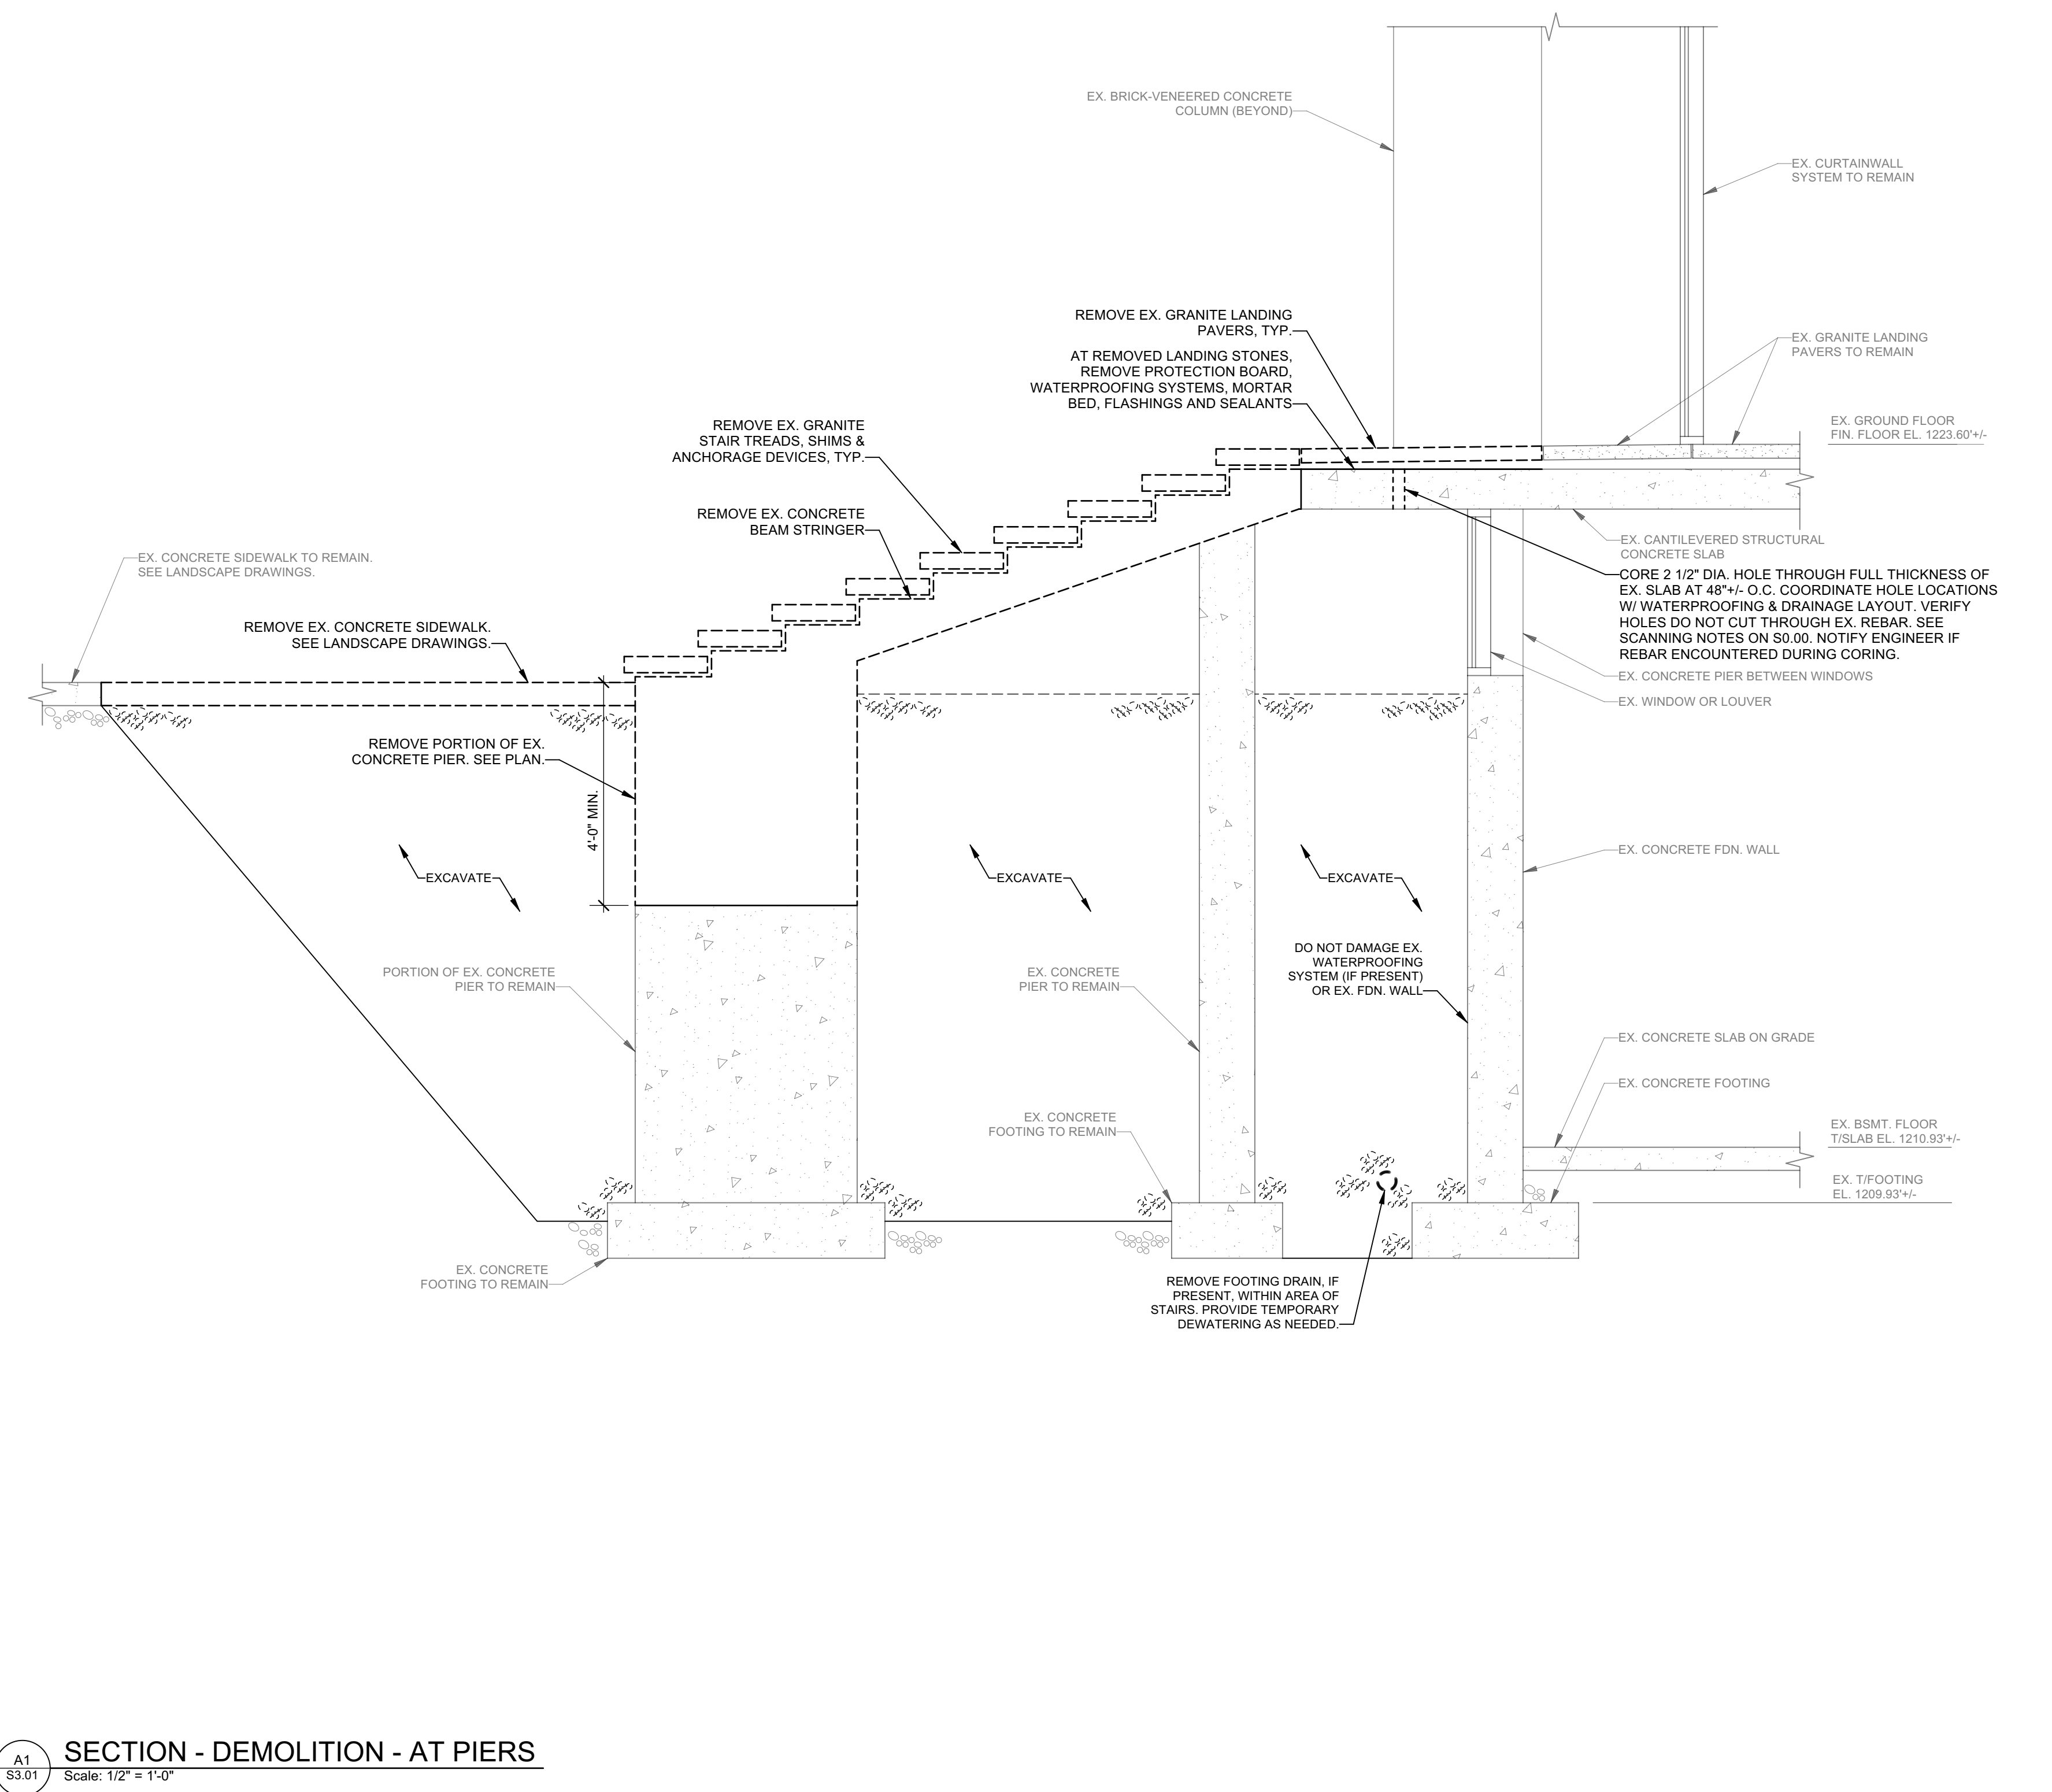 EX. BRICK-VENEERED CONCRETE
COLUMN (BEYOND)
EX. CURTAINWALL
SYSTEM TO REMAIN
REMOVE EX. GRANITE LANDING
PAVERS, TYP.
EX. GRANITE LANDING
PAVERS TO REMAIN
AT REMOVED LANDING STONES,
REMOVE PROTECTION BOARD,
WATERPROOFING SYSTEMS, MORTAR
BED, FLASHINGS AND SEALANTS
EX. GROUND FLOOR
FIN. FLOOR EL. 1223.60'+/-
REMOVE EX. GRANITE
STAIR TREADS, SHIMS &
ANCHORAGE DEVICES, TYP.
REMOVE EX. CONCRETE
BEAM STRINGER
EX. CANTILEVERED STRUCTURAL
CONCRETE SLAB
EX. CONCRETE SIDEWALK TO REMAIN.
SEE LANDSCAPE DRAWINGS.
CORE 2 1/2" DIA. HOLE THROUGH FULL THICKNESS OF
EX. SLAB AT 48"+/- O.C. COORDINATE HOLE LOCATIONS
W/ WATERPROOFING & DRAINAGE LAYOUT. VERIFY
HOLES DO NOT CUT THROUGH EX. REBAR. SEE
SCANNING NOTES ON S0.00. NOTIFY ENGINEER IF
REBAR ENCOUNTERED DURING CORING.
REMOVE EX. CONCRETE SIDEWALK.
SEE LANDSCAPE DRAWINGS.
EX. CONCRETE PIER BETWEEN WINDOWS
EX. WINDOW OR LOUVER
REMOVE PORTION OF EX.
CONCRETE PIER. SEE PLAN.
4'-0" MIN.
EX. CONCRETE FDN. WALL
EXCAVATE
EXCAVATE
EXCAVATE
DO NOT DAMAGE EX.
WATERPROOFING
SYSTEM (IF PRESENT)
OR EX. FDN. WALL
PORTION OF EX. CONCRETE
PIER TO REMAIN
EX. CONCRETE
PIER TO REMAIN
EX. CONCRETE SLAB ON GRADE
EX. CONCRETE FOOTING
EX. CONCRETE
FOOTING TO REMAIN
EX. BSMT. FLOOR
T/SLAB EL. 1210.93'+/-
EX. T/FOOTING
EL. 1209.93'+/-
EX. CONCRETE
FOOTING TO REMAIN
REMOVE FOOTING DRAIN, IF
PRESENT, WITHIN AREA OF
STAIRS. PROVIDE TEMPORARY
DEWATERING AS NEEDED.
A1
S3.01
SECTION - DEMOLITION - AT PIERS
Scale: 1/2" = 1'-0"